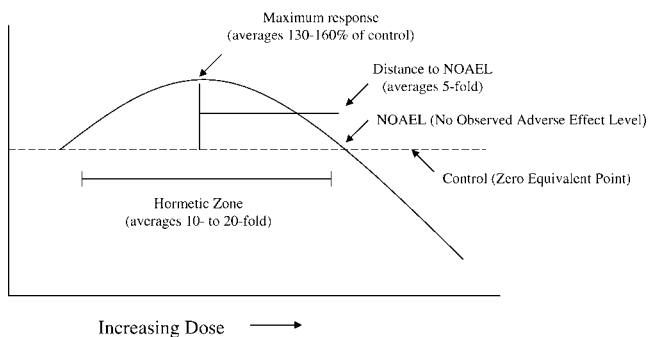 Maximum response
(averages 130-160% of control)
Distance to NOAEL
(averages 5-fold)
NOAEL (No Observed Adverse Effect Level)
Control (Zero Equivalent Point)
Hormetic Zone
(averages 10- to 20-fold)
Increasing Dose